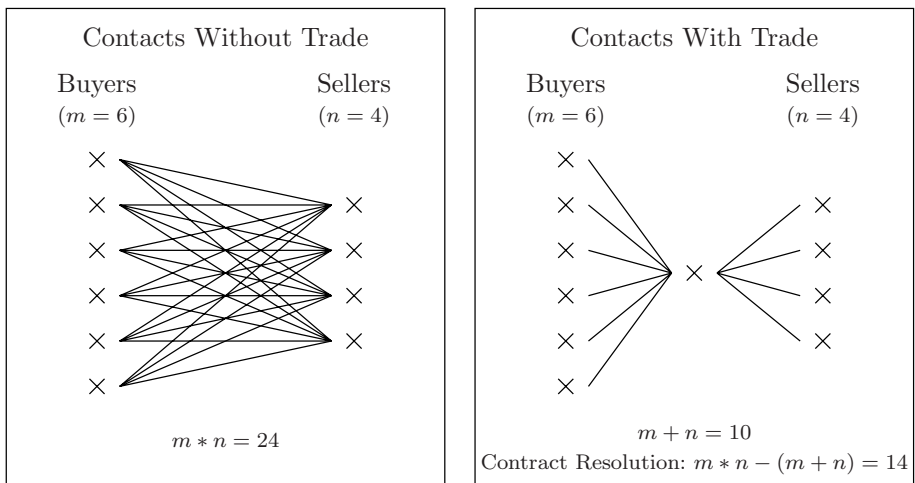 Contacts Without Trade
Buyers Sellers
(m = 6) (n = 4)
m ∗ n = 24
Contacts With Trade
Buyers Sellers
(m = 6) (n = 4)
m + n = 10
Contract Resolution: m ∗ n − (m + n) = 14